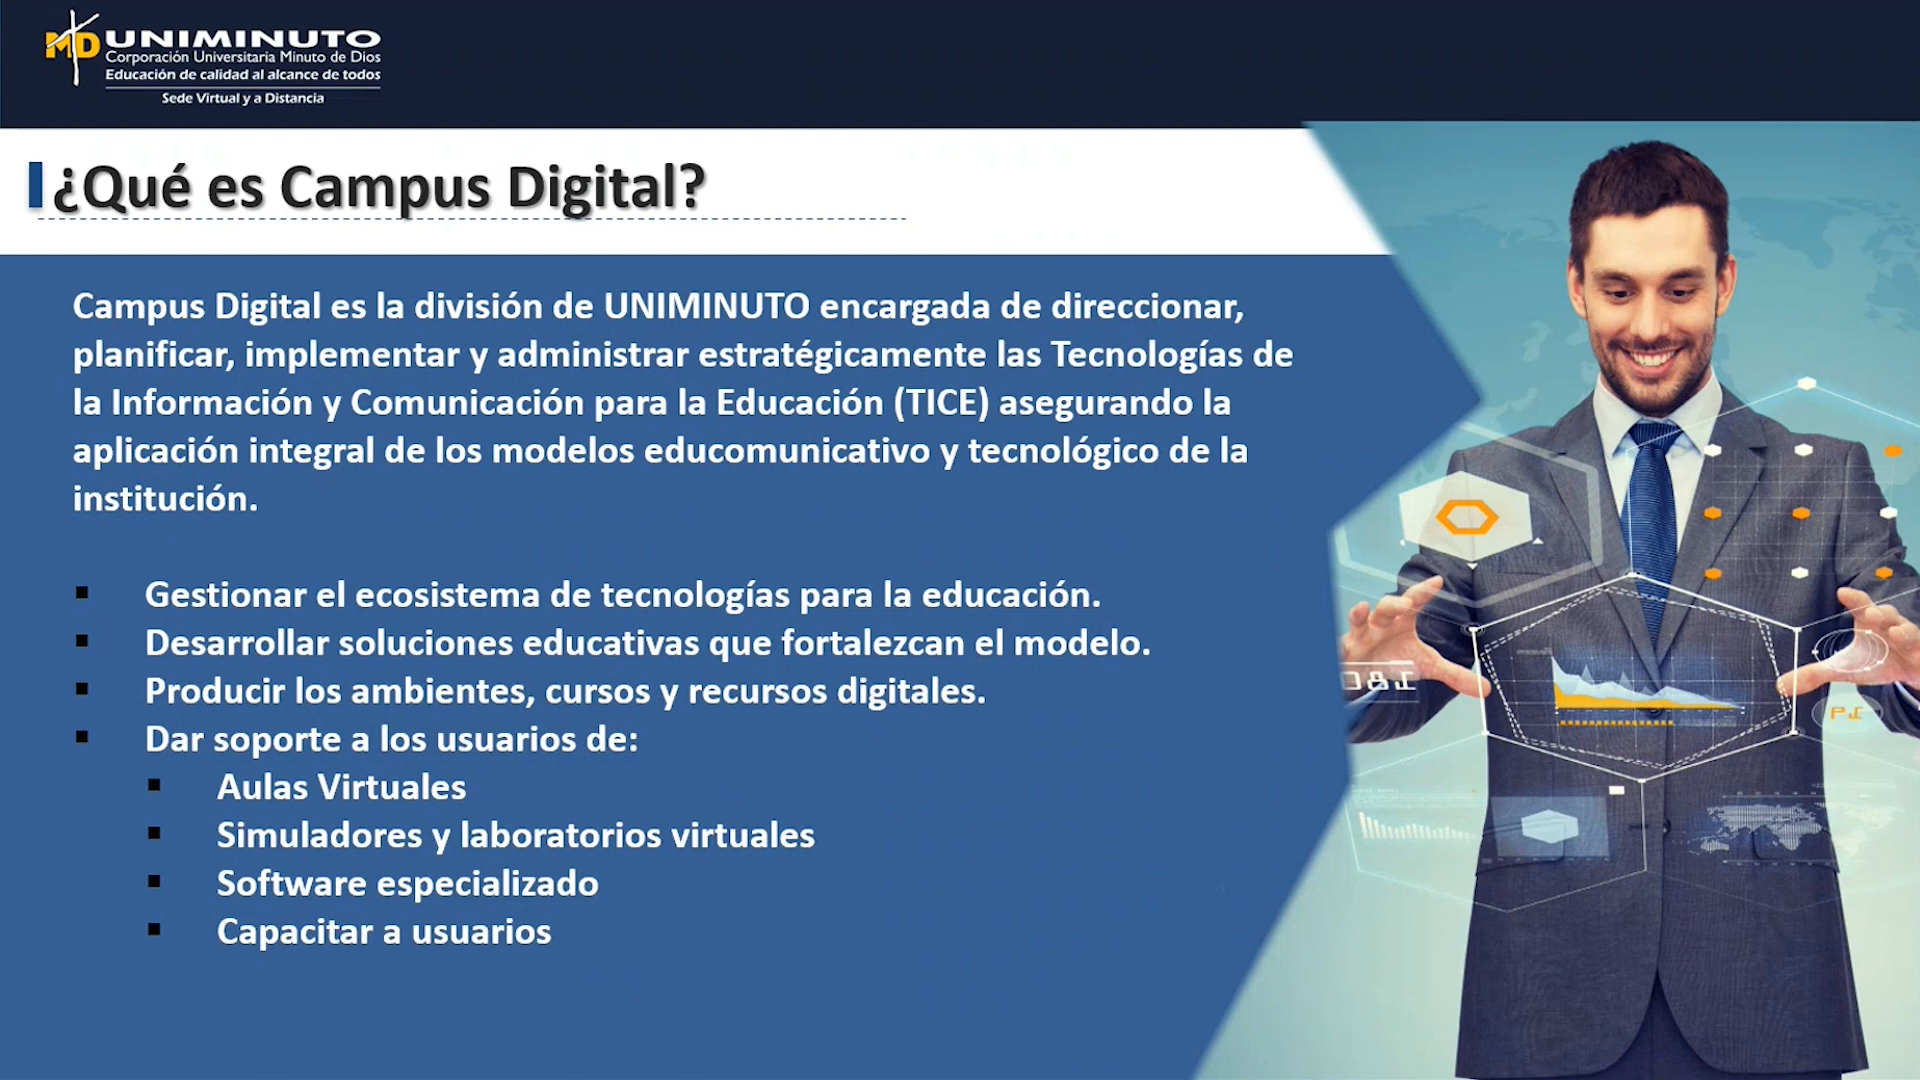 MD UNIMINUTO
Corporación Universitaria Minuto de Dios
Educación de calidad al alcance de todos
Sede Virtual y a Distancia
¿Qué es Campus Digital?
Campus Digital es la división de UNIMINUTO encargada de direccionar,
planificar, implementar y administrar estratégicamente las Tecnologías de
la Información y Comunicación para la Educación (TICE) asegurando la
aplicación integral de los modelos educomunicativo y tecnológico de la
institución.
▪ Gestionar el ecosistema de tecnologías para la educación.
▪ Desarrollar soluciones educativas que fortalezcan el modelo.
▪ Producir los ambientes, cursos y recursos digitales.
▪ Dar soporte a los usuarios de:
▪ Aulas Virtuales
▪ Simuladores y laboratorios virtuales
▪ Software especializado
▪ Capacitar a usuarios